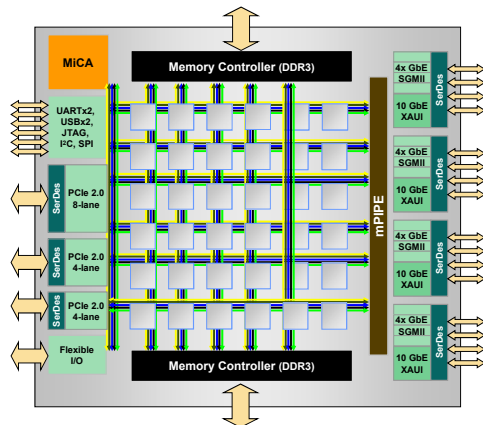 MiCA
Memory Controller (DDR3)
UARTx2,
USBx2,
JTAG,
I²C, SPI
SerDes
PCIe 2.0
8-lane
SerDes
PCIe 2.0
4-lane
SerDes
PCIe 2.0
4-lane
Flexible
I/O
Memory Controller (DDR3)
mPIPE
4x GbE
SGMII
10 GbE
XAUI
SerDes
4x GbE
SGMII
10 GbE
XAUI
SerDes
4x GbE
SGMII
10 GbE
XAUI
SerDes
4x GbE
SGMII
10 GbE
XAUI
SerDes